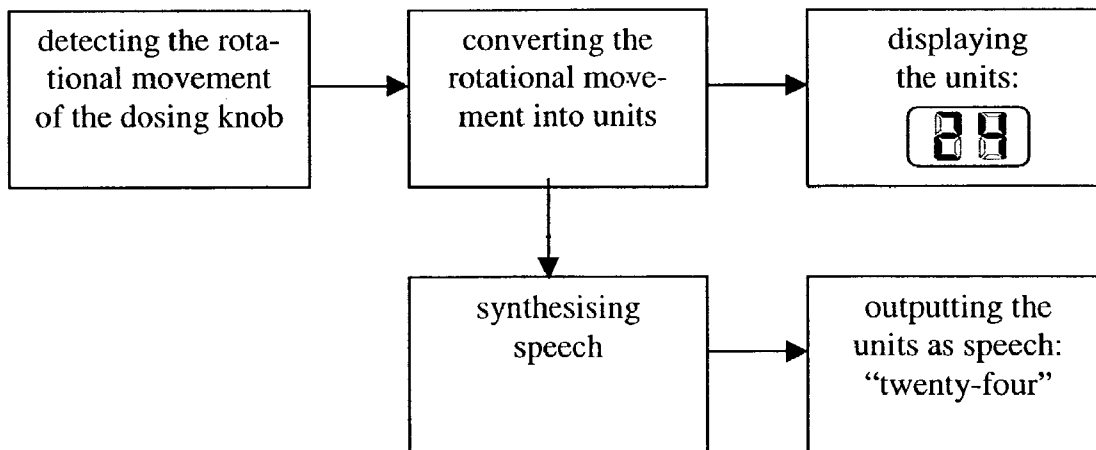 detecting the rota-
tional movement
of the dosing knob
converting the
rotational move-
ment into units
displaying
the units:
24
synthesising
speech
outputting the
units as speech:
“twenty-four”